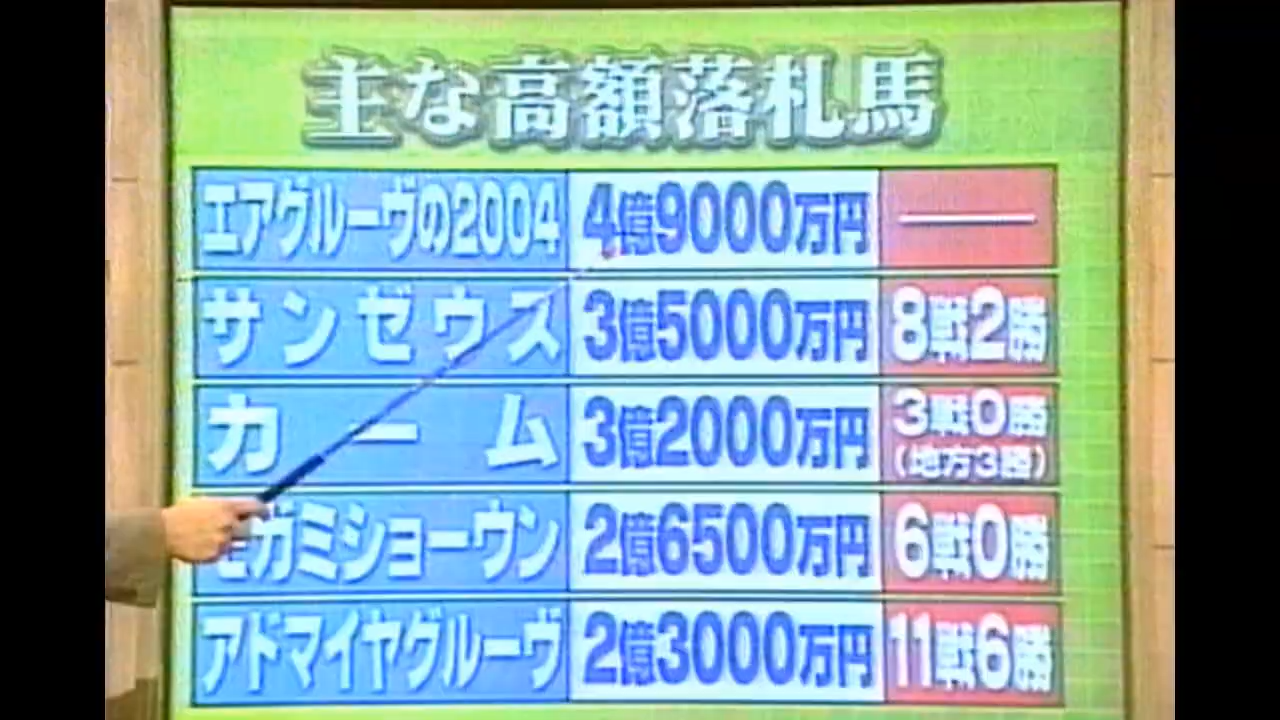 主な高額落札馬
エアグルーヴの2004 4億9000万円 ――
サンゼウス 3億5000万円 8戦2勝
カーム 3億2000万円 3戦0勝
(地方3勝)
モガミショーウン 2億6500万円 6戦0勝
アドマイヤグルーヴ 2億3000万円 11戦6勝